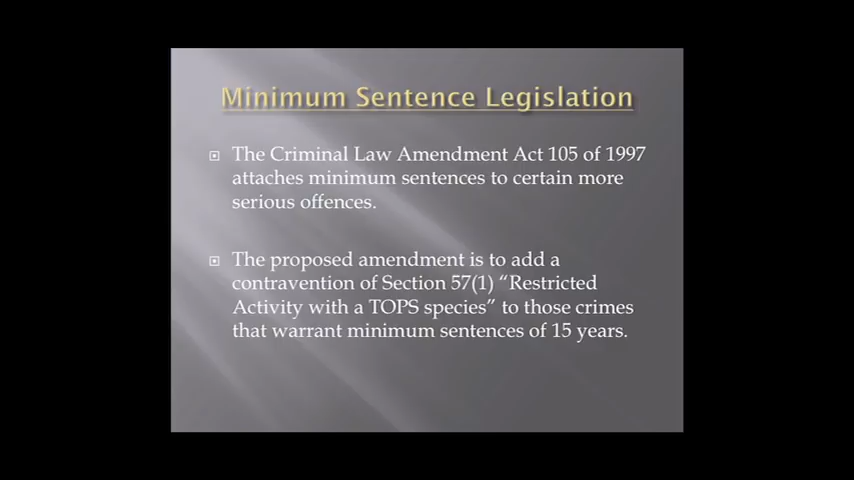 Minimum Sentence Legislation
The Criminal Law Amendment Act 105 of 1997
attaches minimum sentences to certain more
serious offences.
The proposed amendment is to add a
contravention of Section 57(1) “Restricted
Activity with a TOPS species” to those crimes
that warrant minimum sentences of 15 years.